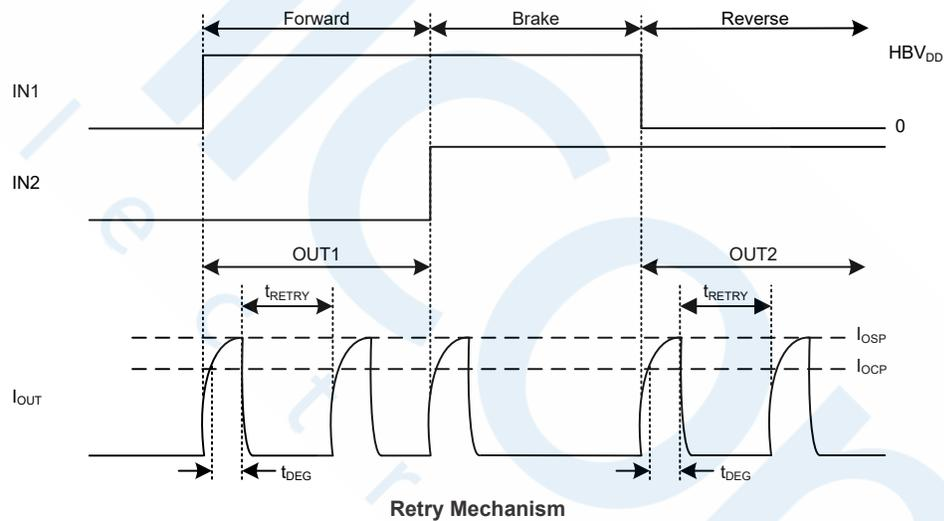 Forward Brake Reverse
HBVDD
IN1
0
IN2
OUT1 OUT2
tRETRY tRETRY
IOSP
IOCP
IOUT
tDEG tDEG
Retry Mechanism